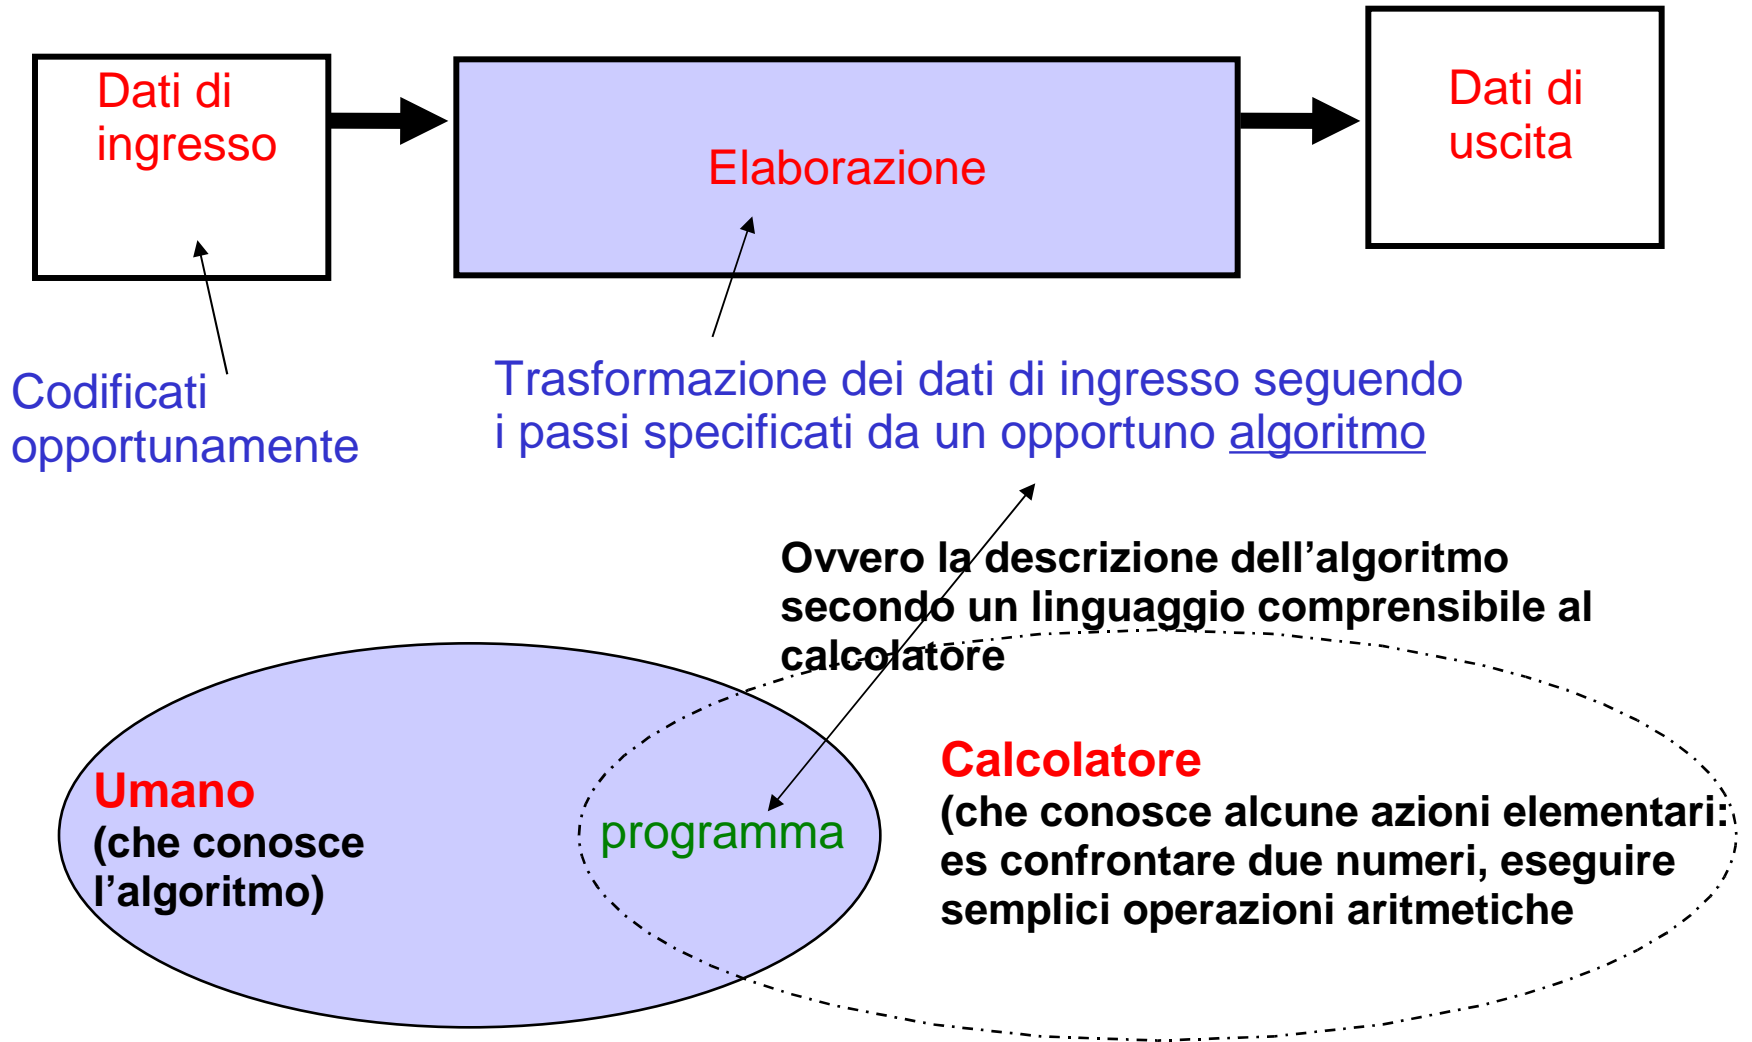 Dati di
ingresso
Elaborazione
Dati di
uscita
Codificati
opportunamente
Trasformazione dei dati di ingresso seguendo
i passi specificati da un opportuno algoritmo
Ovvero la descrizione dell’algoritmo
secondo un linguaggio comprensibile al
calcolatore
Umano
(che conosce
l’algoritmo)
programma
Calcolatore
(che conosce alcune azioni elementari:
es confrontare due numeri, eseguire
semplici operazioni aritmetiche